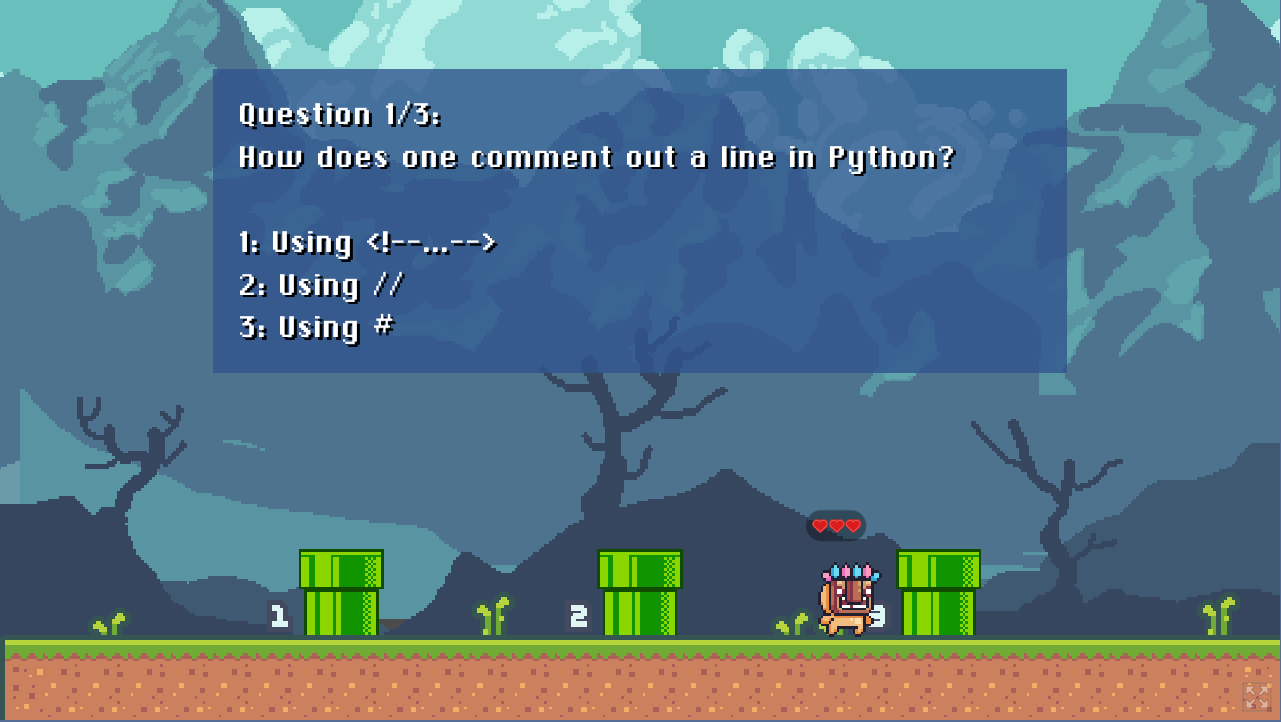 Question 1/3:
How does one comment out a line in Python?
1: Using <!--...-->
2: Using //
3: Using #
1
2
3